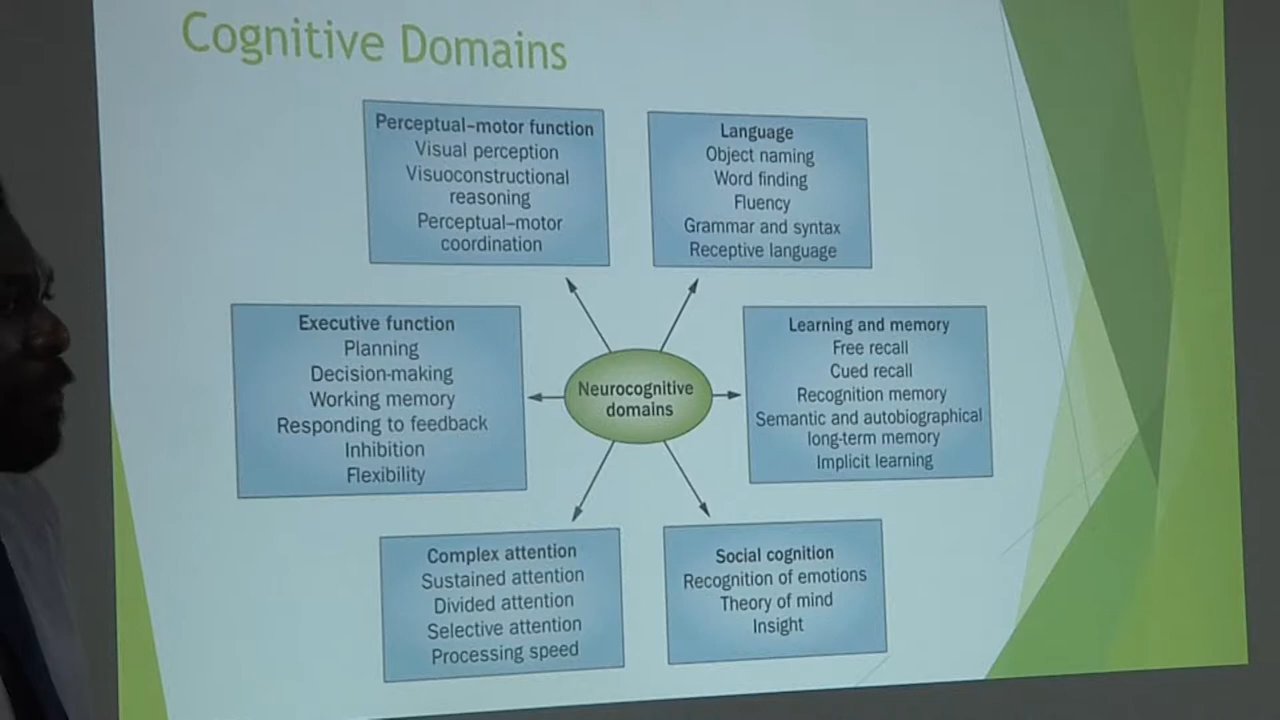 Cognitive Domains
Perceptual–motor function
Visual perception
Visuoconstructional
reasoning
Perceptual–motor
coordination
Language
Object naming
Word finding
Fluency
Grammar and syntax
Receptive language
Executive function
Planning
Decision-making
Working memory
Responding to feedback
Inhibition
Flexibility
Neurocognitive
domains
Learning and memory
Free recall
Cued recall
Recognition memory
Semantic and autobiographical
long-term memory
Implicit learning
Complex attention
Sustained attention
Divided attention
Selective attention
Processing speed
Social cognition
Recognition of emotions
Theory of mind
Insight